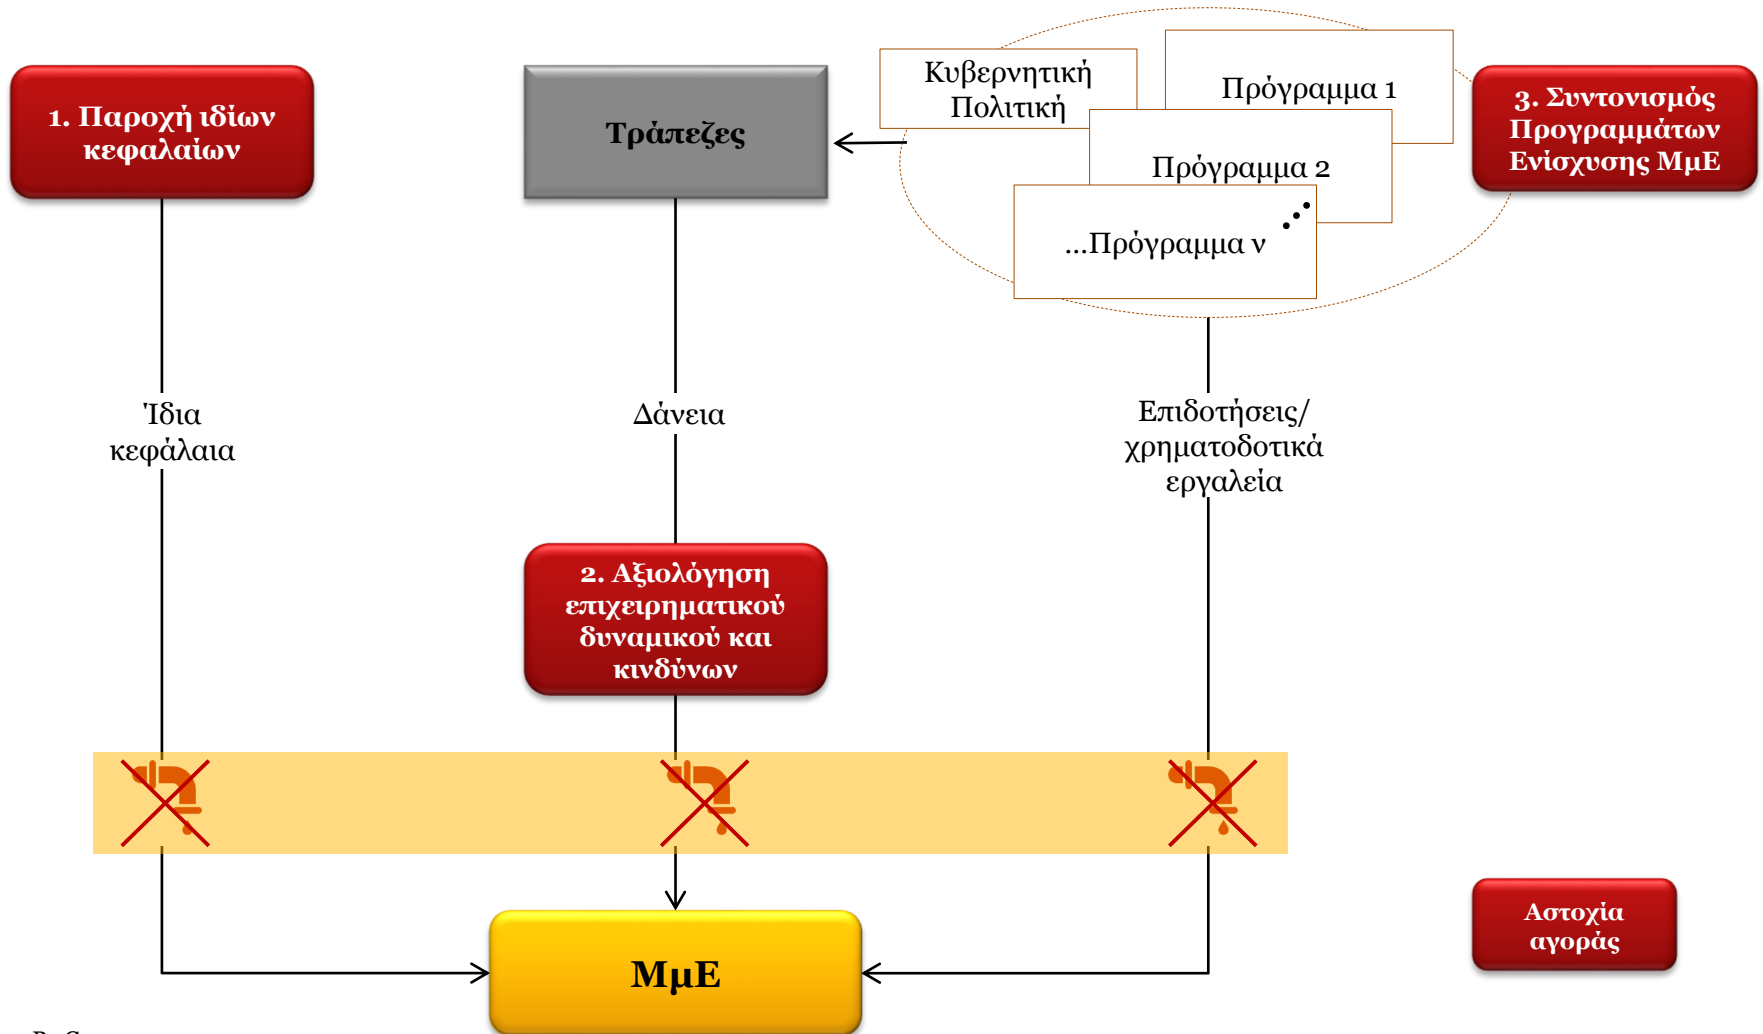 1. Παροχή ιδίων
κεφαλαίων
Τράπεζες
Κυβερνητική
Πολιτική
Πρόγραμμα 1
Πρόγραμμα 2
...Πρόγραμμα ν
3. Συντονισμός
Προγραμμάτων
Ενίσχυσης ΜμΕ
Ίδια
κεφάλαια
Δάνεια
Επιδοτήσεις/
χρηματοδοτικά
εργαλεία
2. Αξιολόγηση
επιχειρηματικού
δυναμικού και
κινδύνων
ΜμΕ
Αστοχία
αγοράς